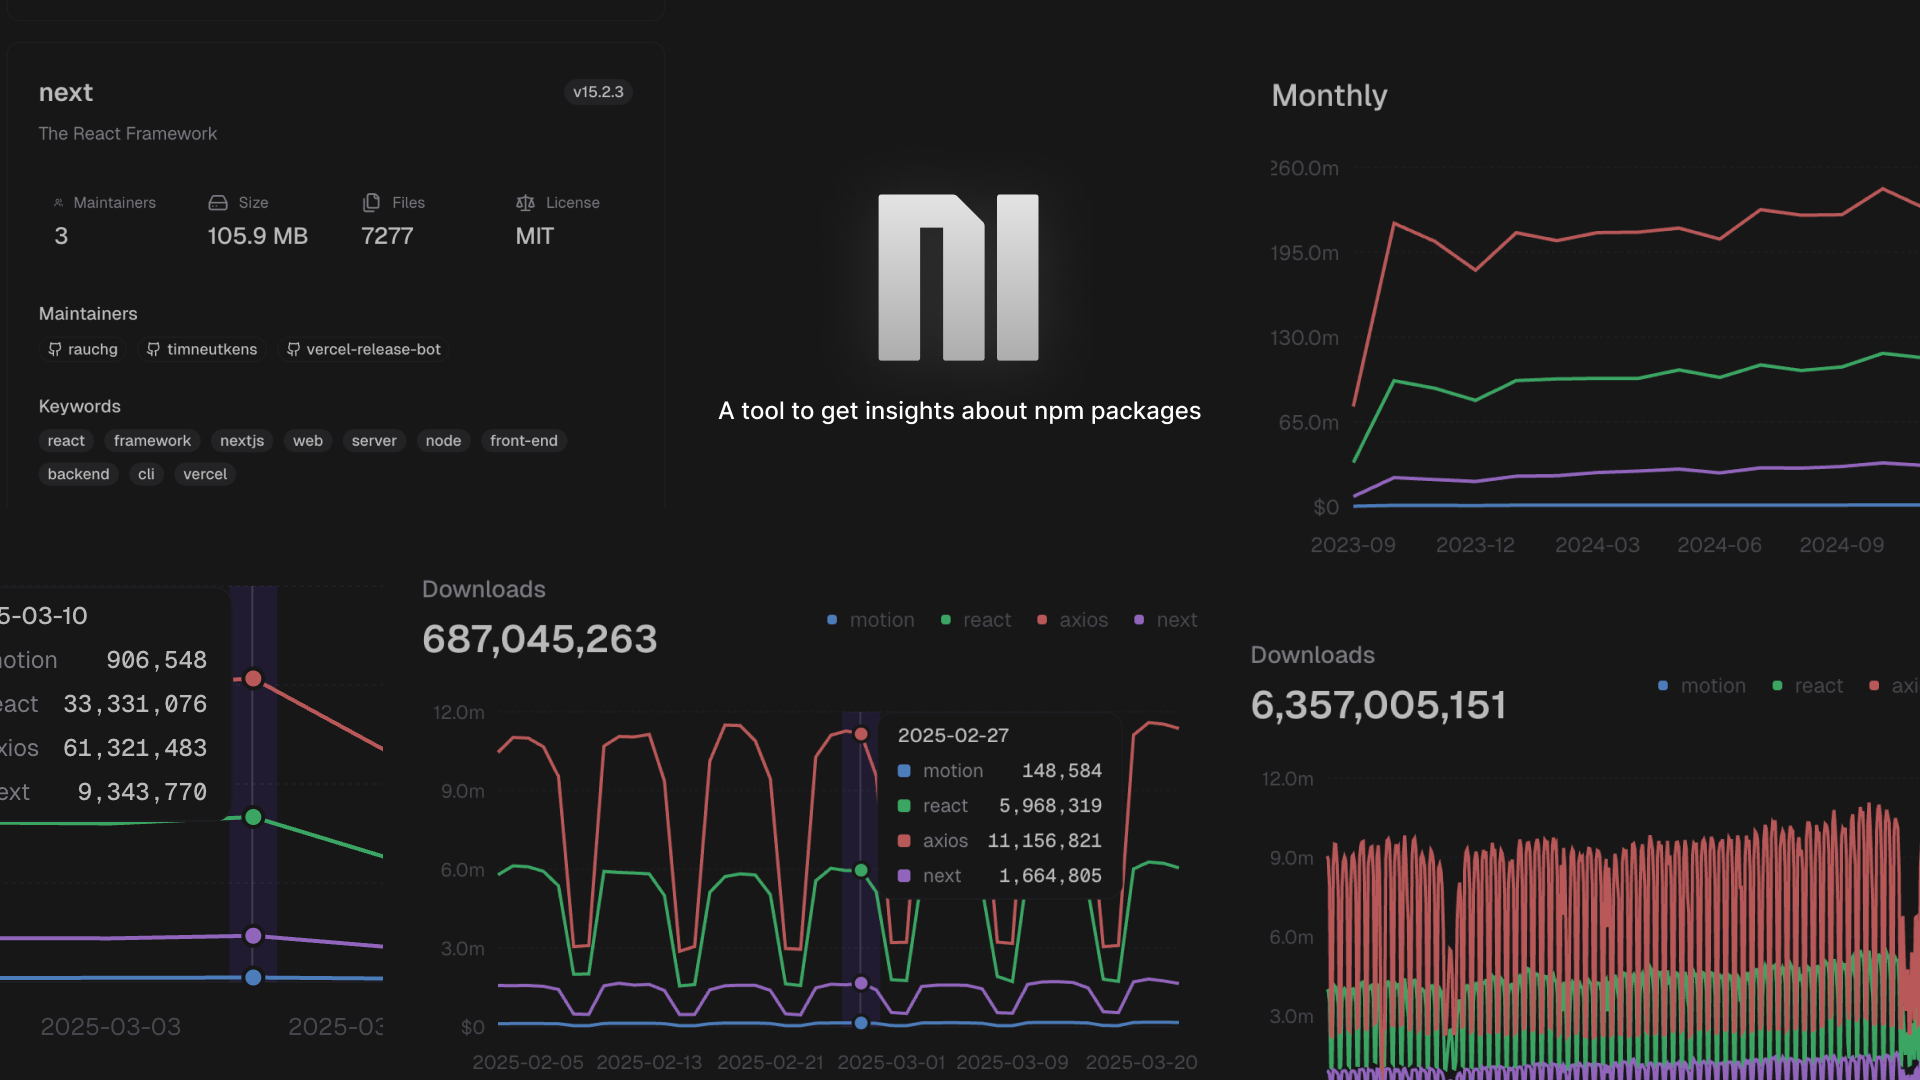 next
v15.2.3
The React Framework
Maintainers
3
Size
105.9 MB
Files
7277
License
MIT
Maintainers
rauchg timneutkens vercel-release-bot
Keywords
react framework nextjs web server node front-end
backend cli vercel
NI
A tool to get insights about npm packages
Monthly
260.0m
195.0m
130.0m
65.0m
$0
2023-09 2023-12 2024-03 2024-06 2024-09
5-03-10
otion 906,548
eact 33,331,076
xios 61,321,483
ext 9,343,770
2025-03-03 2025-03
Downloads
687,045,263
motion react axios next
12.0m
9.0m
6.0m
3.0m
$0
2025-02-27
motion 148,584
react 5,968,319
axios 11,156,821
next 1,664,805
2025-02-05 2025-02-13 2025-02-21 2025-03-01 2025-03-09 2025-03-20
Downloads
6,357,005,151
motion react axi
12.0m
9.0m
6.0m
3.0m